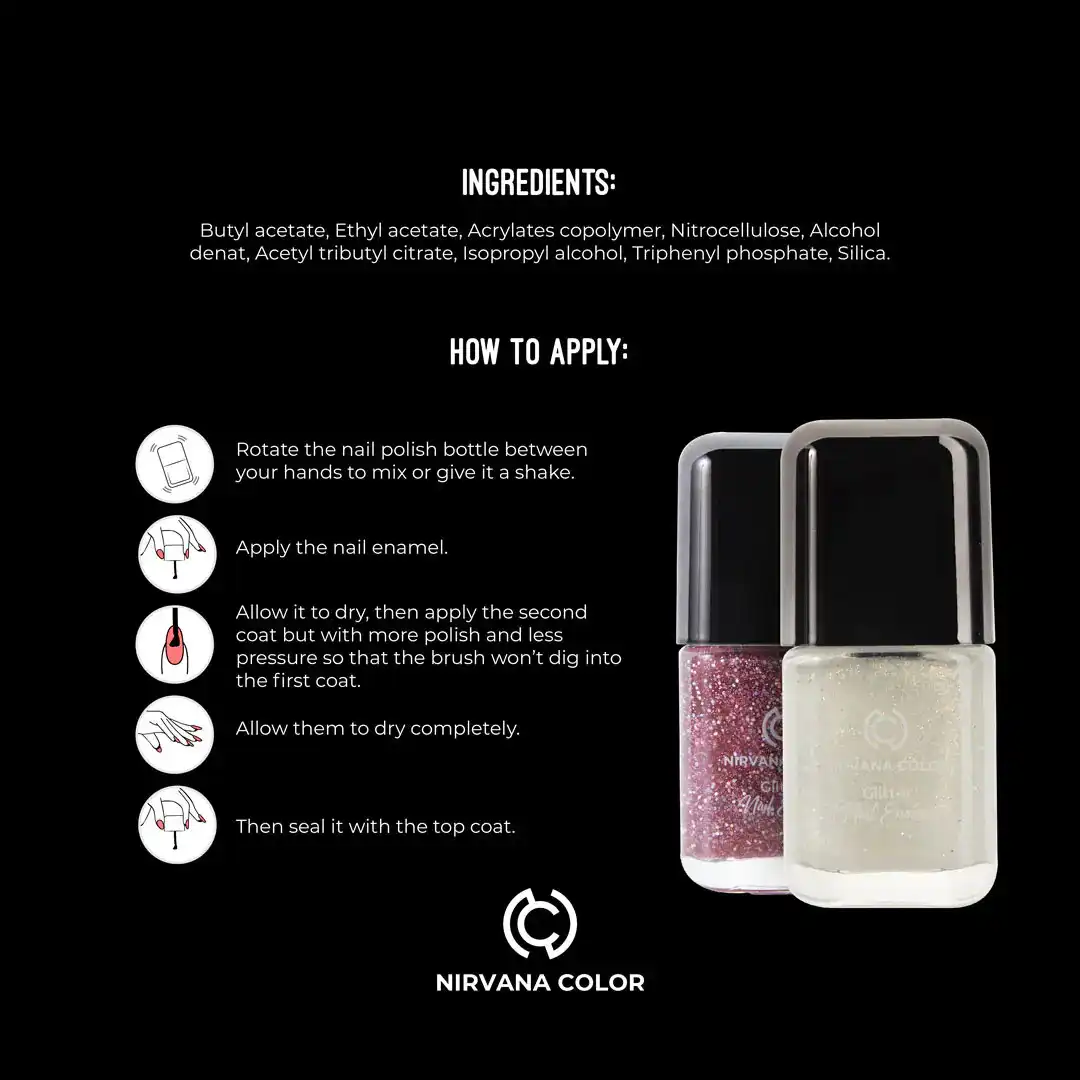 INGREDIENTS:
Butyl acetate, Ethyl acetate, Acrylates copolymer, Nitrocellulose, Alcohol
denat, Acetyl tributyl citrate, Isopropyl alcohol, Triphenyl phosphate, Silica.
HOW TO APPLY:
Rotate the nail polish bottle between
your hands to mix or give it a shake.
Apply the nail enamel.
Allow it to dry, then apply the second
coat but with more polish and less
pressure so that the brush won’t dig into
the first coat.
Allow them to dry completely.
Then seal it with the top coat.
NIRVANA COLOR
Glitter
NIRVANA COLOR